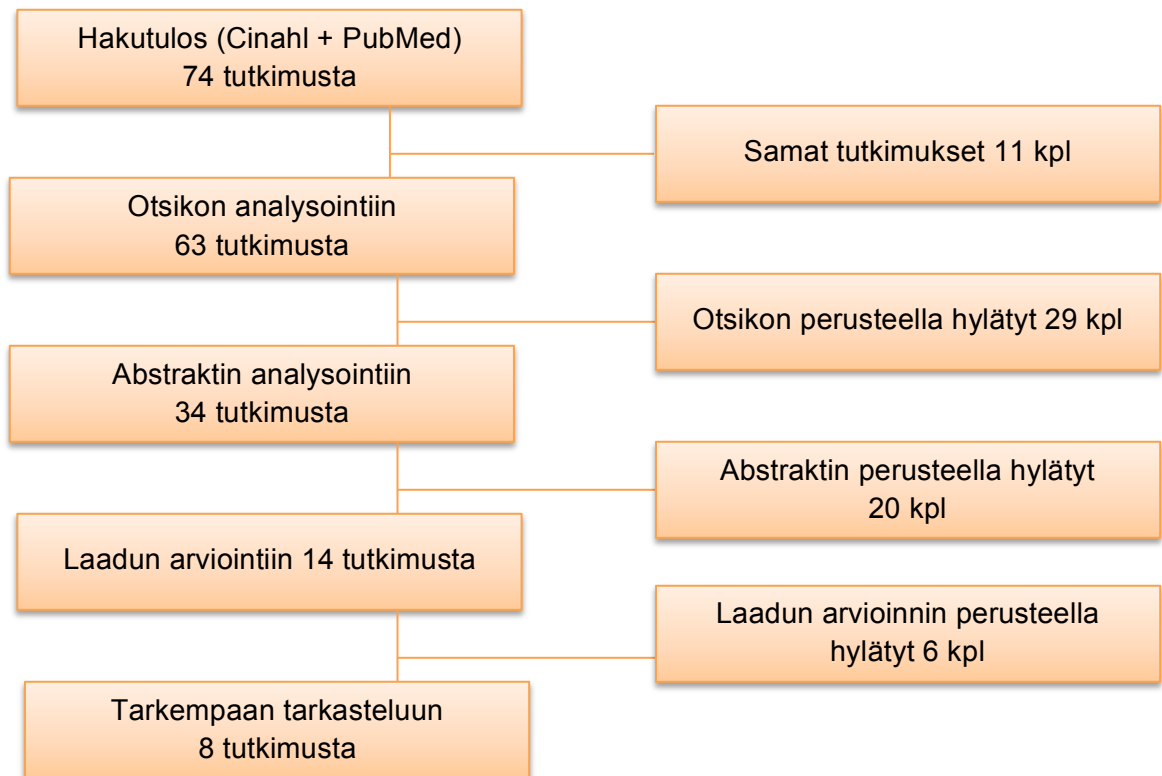 Hakutulos (Cinahl + PubMed)
74 tutkimusta
Samat tutkimukset 11 kpl
Otsikon analysointiin
63 tutkimusta
Otsikon perusteella hylätyt 29 kpl
Abstraktin analysointiin
34 tutkimusta
Abstraktin perusteella hylätyt
20 kpl
Laadun arviointiin 14 tutkimusta
Laadun arvioinnin perusteella
hylätyt 6 kpl
Tarkempaan tarkasteluun
8 tutkimusta